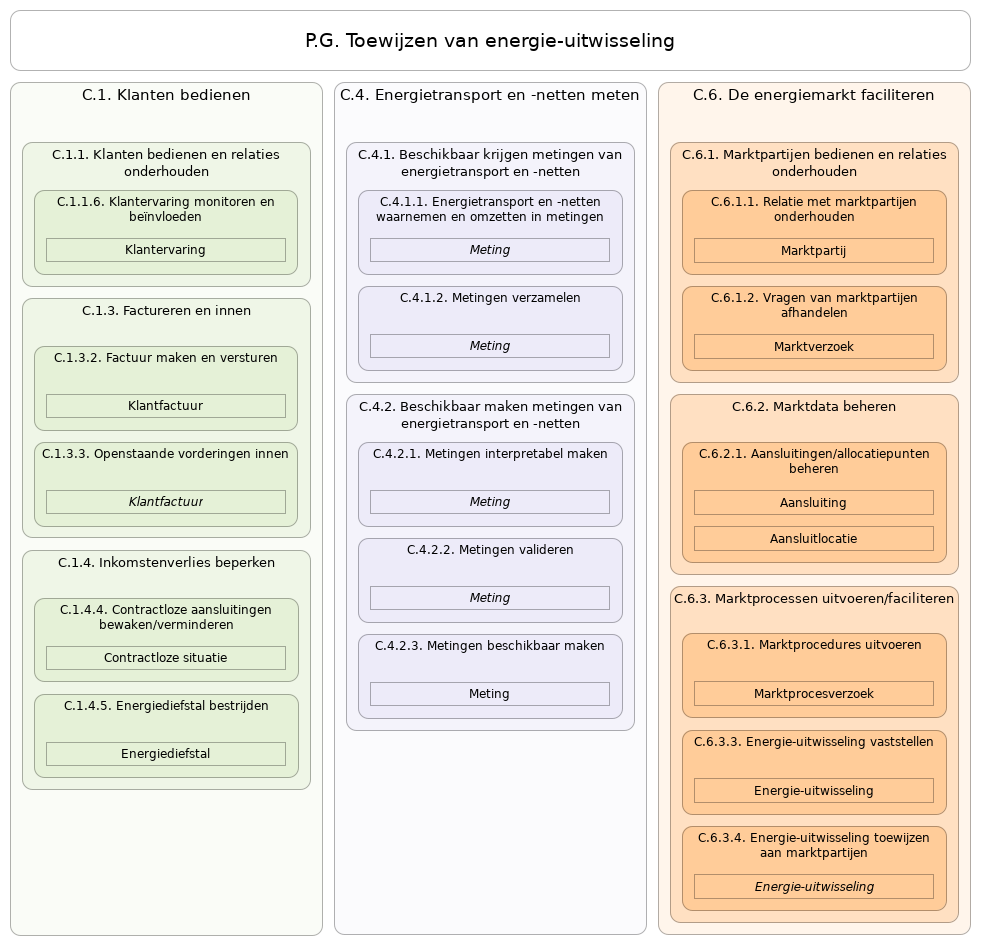 P.G. Toewijzen van energie-uitwisseling
C.1. Klanten bedienen
C.1.1. Klanten bedienen en relaties
onderhouden
C.1.1.6. Klantervaring monitoren en
beïnvloeden
Klantervaring
C.1.3. Factureren en innen
C.1.3.2. Factuur maken en versturen
Klantfactuur
C.1.3.3. Openstaande vorderingen innen
Klantfactuur
C.1.4. Inkomstenverlies beperken
C.1.4.4. Contractloze aansluitingen
bewaken/verminderen
Contractloze situatie
C.1.4.5. Energiediefstal bestrijden
Energiediefstal
C.4. Energietransport en -netten meten
C.4.1. Beschikbaar krijgen metingen van
energietransport en -netten
C.4.1.1. Energietransport en -netten
waarnemen en omzetten in metingen
Meting
C.4.1.2. Metingen verzamelen
Meting
C.4.2. Beschikbaar maken metingen van
energietransport en -netten
C.4.2.1. Metingen interpretabel maken
Meting
C.4.2.2. Metingen valideren
Meting
C.4.2.3. Metingen beschikbaar maken
Meting
C.6. De energiemarkt faciliteren
C.6.1. Marktpartijen bedienen en relaties
onderhouden
C.6.1.1. Relatie met marktpartijen
onderhouden
Marktpartij
C.6.1.2. Vragen van marktpartijen
afhandelen
Marktverzoek
C.6.2. Marktdata beheren
C.6.2.1. Aansluitingen/allocatiepunten
beheren
Aansluiting
Aansluitlocatie
C.6.3. Marktprocessen uitvoeren/faciliteren
C.6.3.1. Marktprocedures uitvoeren
Marktprocesverzoek
C.6.3.3. Energie-uitwisseling vaststellen
Energie-uitwisseling
C.6.3.4. Energie-uitwisseling toewijzen
aan marktpartijen
Energie-uitwisseling